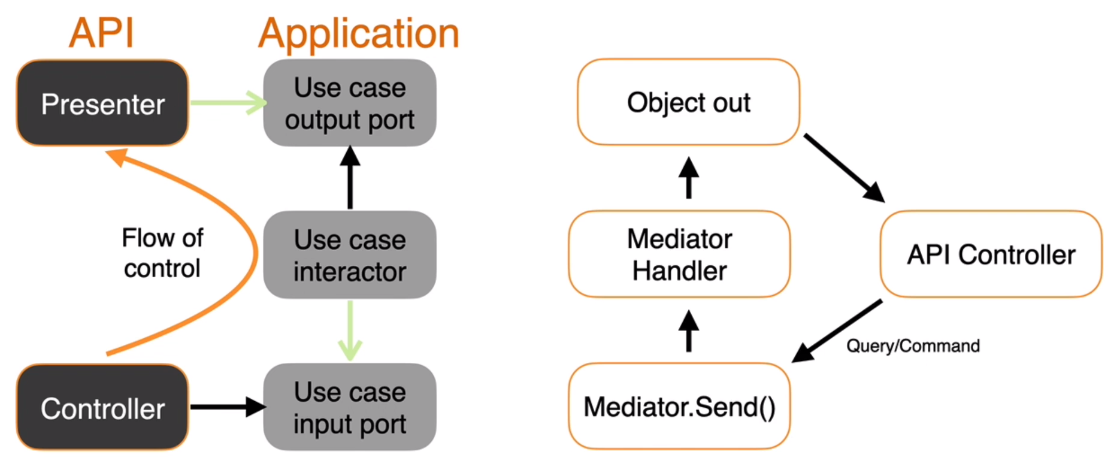 API
Application
Presenter
Use case
output port
Flow of
control
Use case
interactor
Controller
Use case
input port
Object out
Mediator
Handler
API Controller
Query/Command
Mediator.Send()